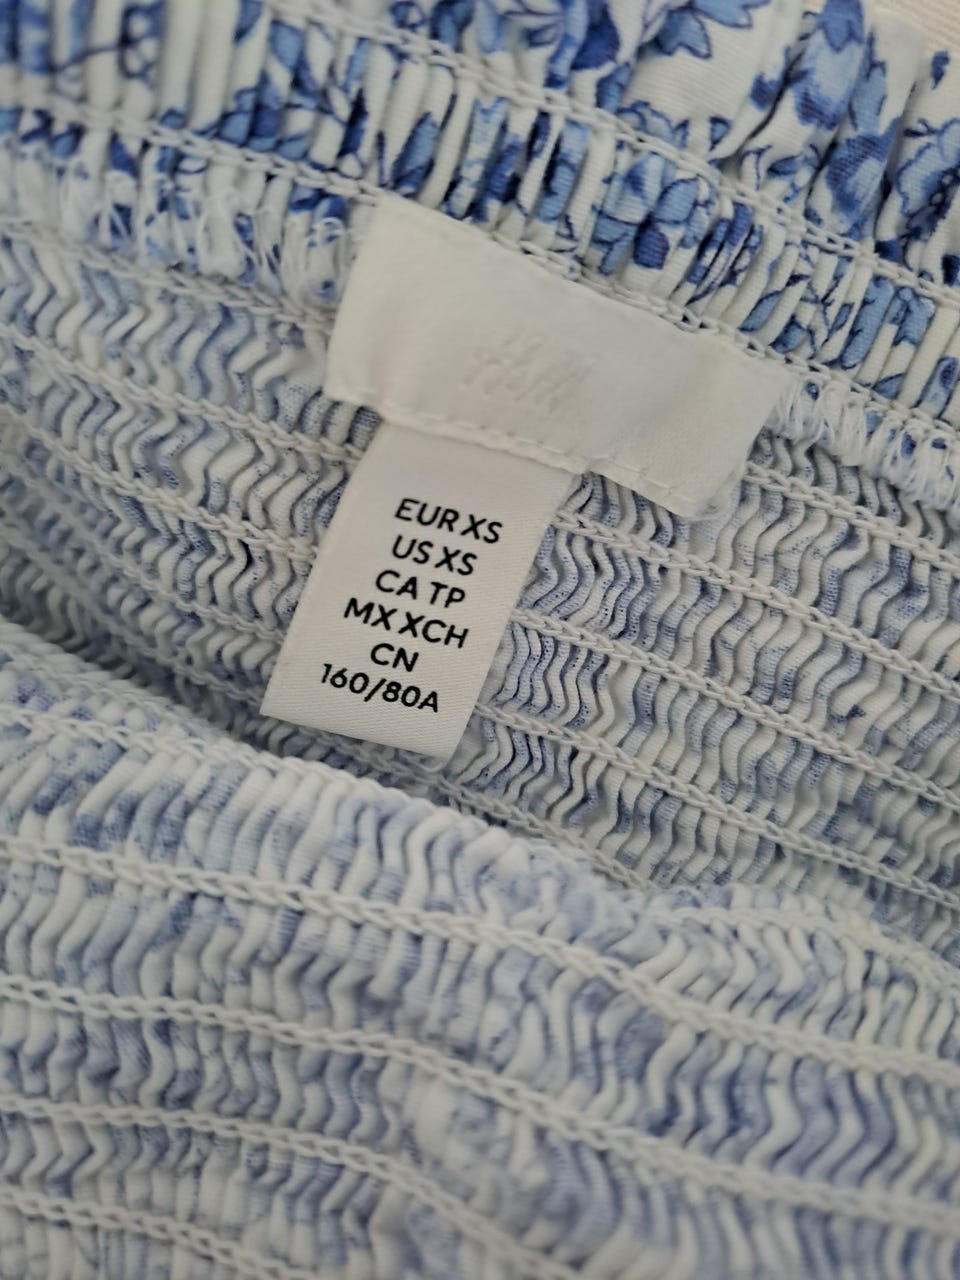 H&M
EUR XS
US XS
CA TP
MX XCH
CN
160/80A